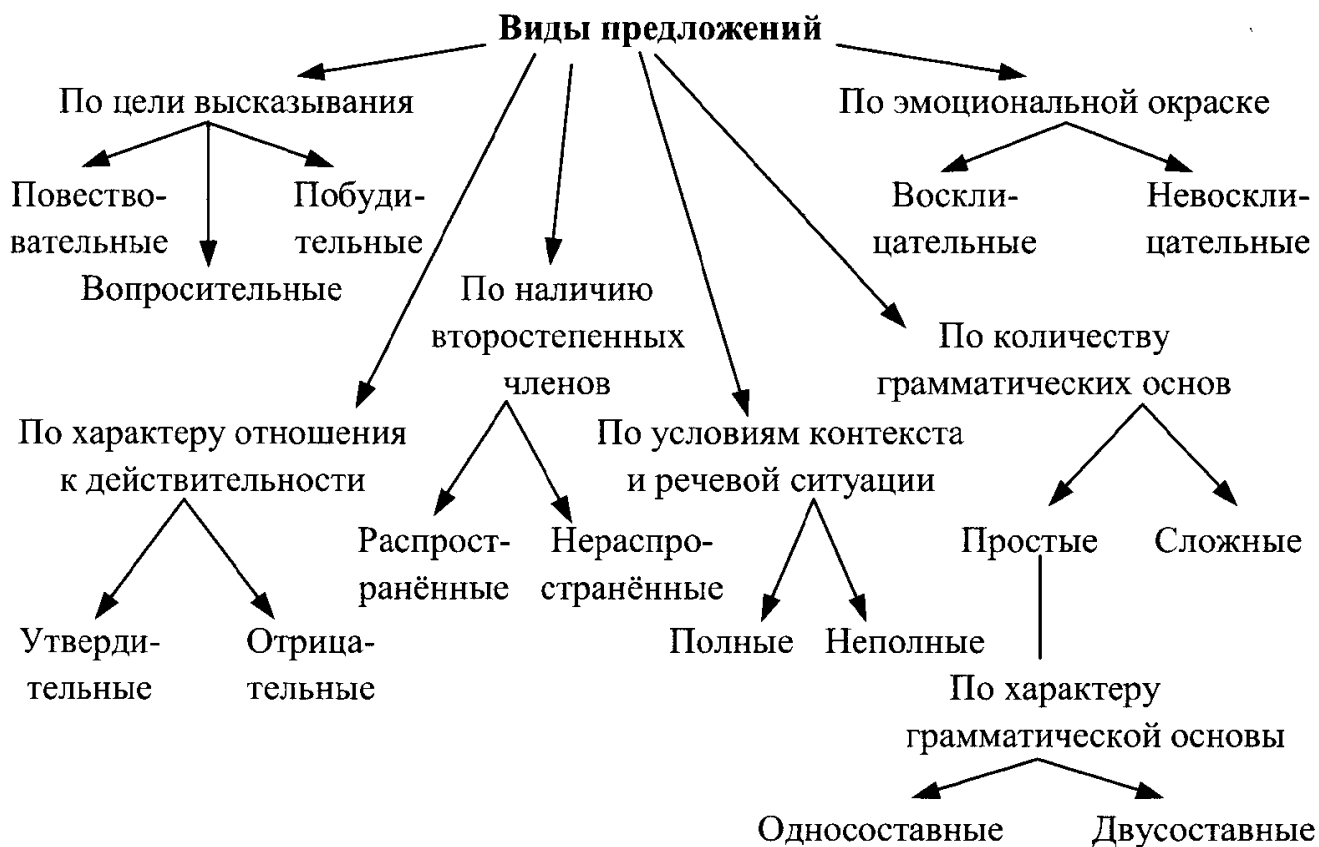 Виды предложений
По цели высказывания
По эмоциональной окраске
Повество-
вательные
Побуди-
тельные
Вопросительные
Воскли-
цательные
Невоскли-
цательные
По наличию
второстепенных
членов
По количеству
грамматических основ
По характеру отношения
к действительности
По условиям контекста
и речевой ситуации
Распрост-
ранённые
Нераспро-
странённые
Простые
Сложные
Утверди-
тельные
Отрица-
тельные
Полные
Неполные
По характеру
грамматической основы
Односоставные
Двусоставные